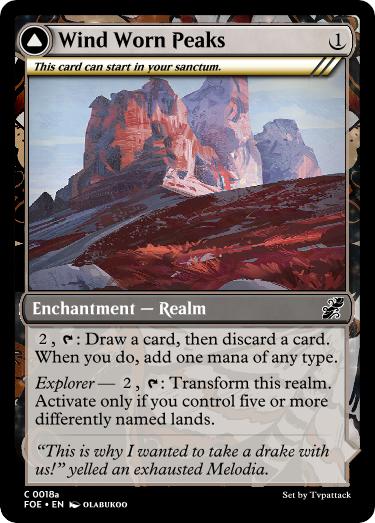 Wind Worn Peaks 1
This card can start in your sanctum.
Enchantment — Realm
2 , : Draw a card, then discard a card.
When you do, add one mana of any type.
Explorer — 2 , : Transform this realm.
Activate only if you control five or more
differently named lands.
“This is why I wanted to take a drake with
us!” yelled an exhausted Melodia.
C 0018a
Set by Tvpattack
FOE • EN OLABUKOO